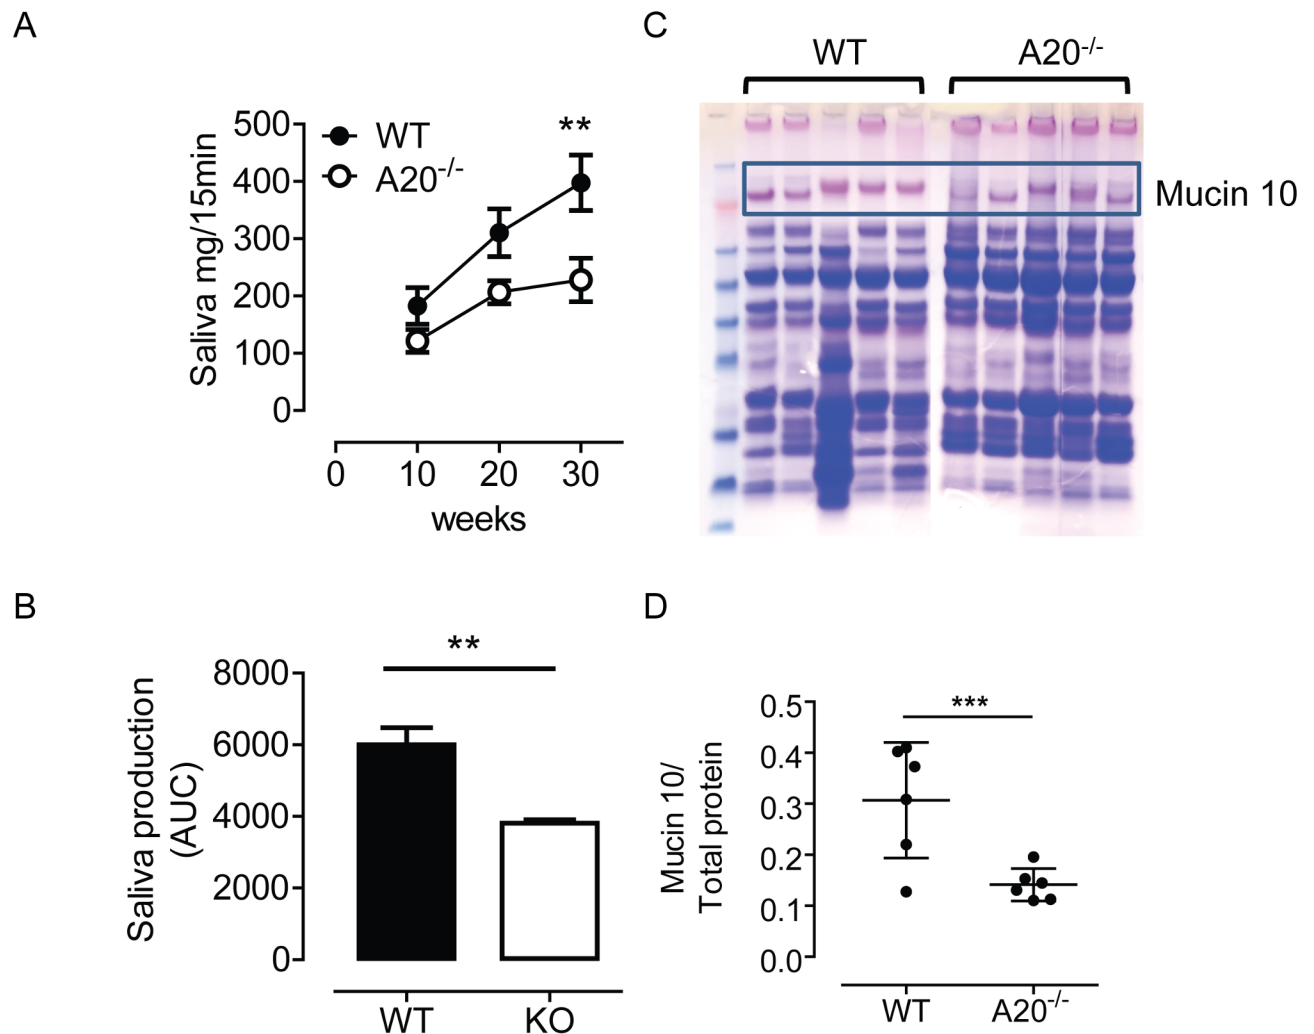 A
500
400
300
200
100
0
Saliva mg/15min
WT
A20-/-
**
0 10 20 30
weeks
B
8000
6000
4000
2000
0
Saliva production
(AUC)
**
WT KO
C
WT A20-/-
Mucin 10
D
0.5
0.4
0.3
0.2
0.1
0.0
Mucin 10/
Total protein
***
WT A20-/-